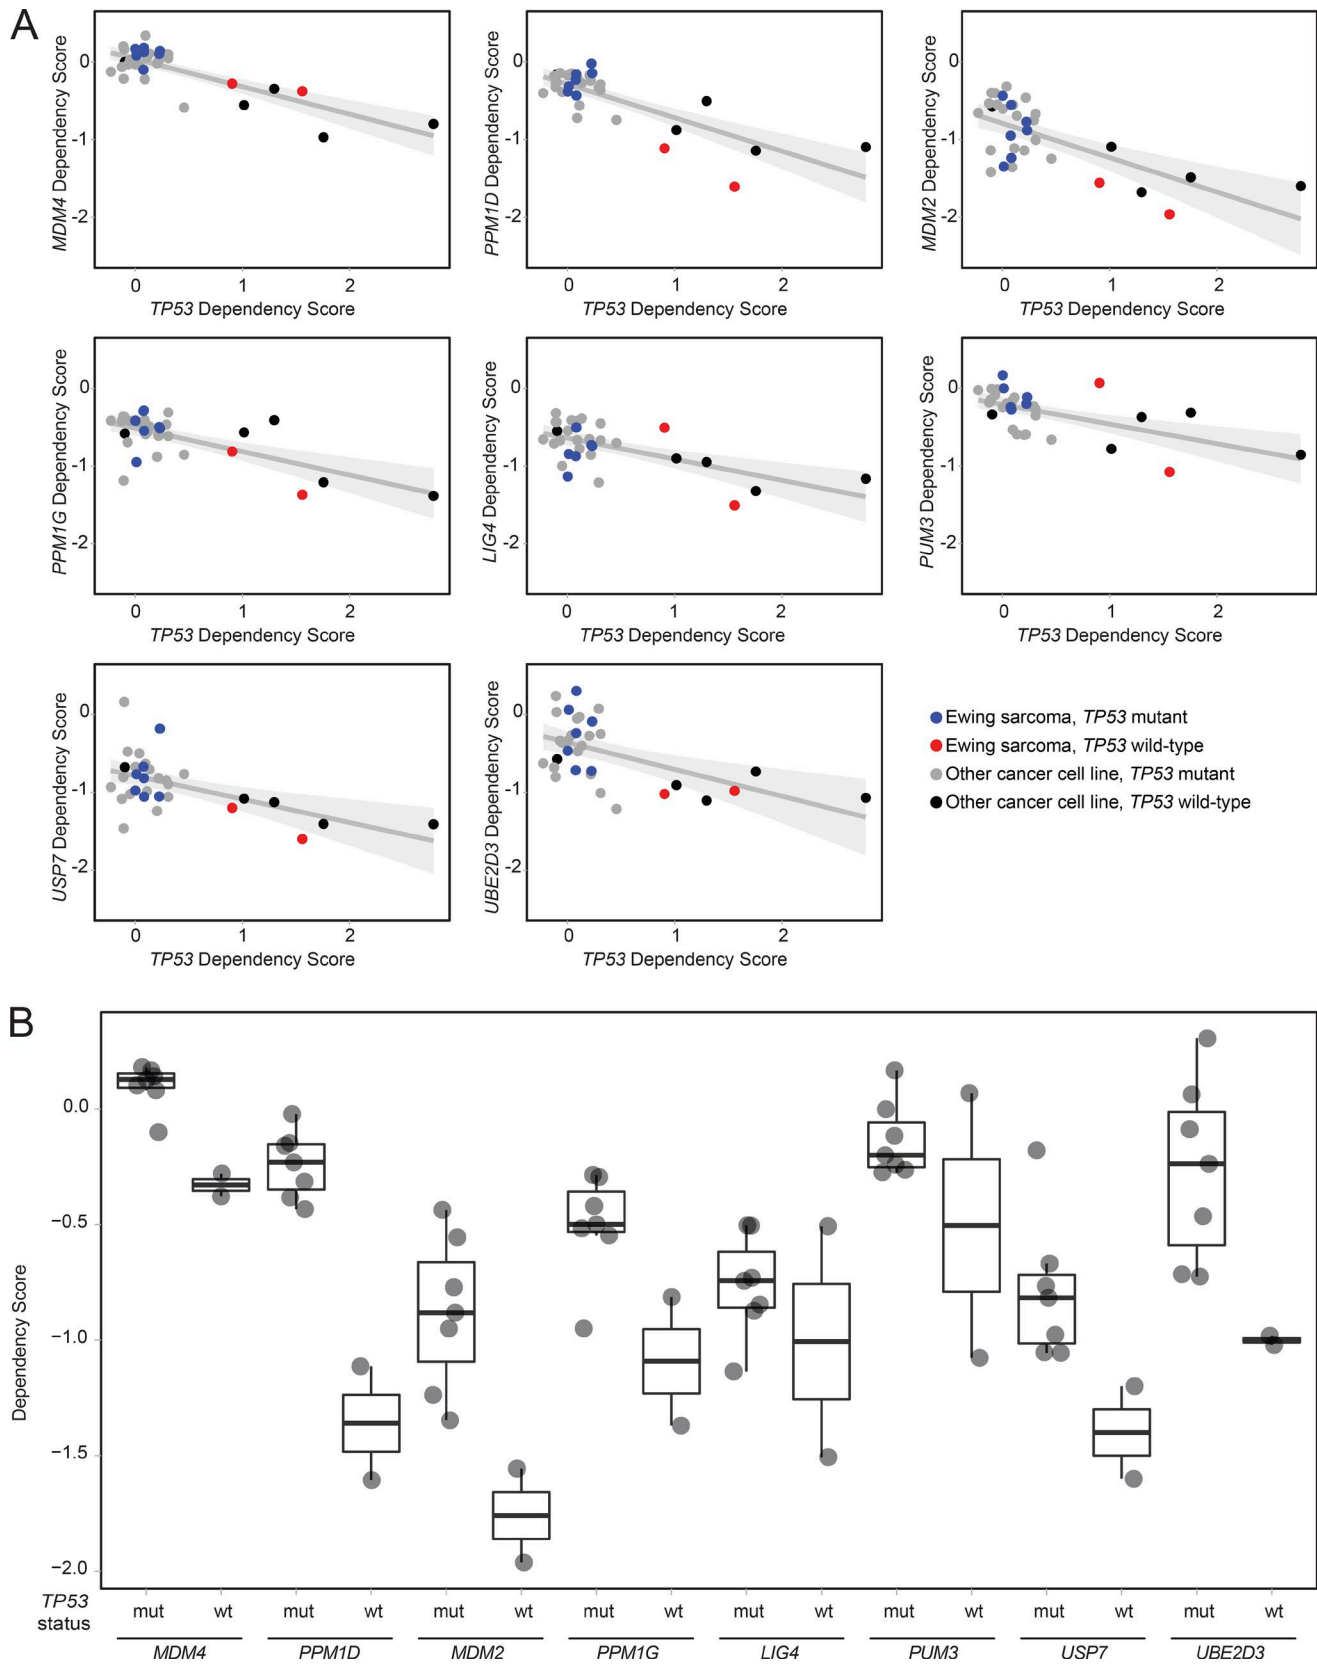 A
MDM4 Dependency Score
0
-1
-2
0 1 2
TP53 Dependency Score
PPM1D Dependency Score
0
-1
-2
0 1 2
TP53 Dependency Score
MDM2 Dependency Score
0
-1
-2
0 1 2
TP53 Dependency Score
PPM1G Dependency Score
0
-1
-2
0 1 2
TP53 Dependency Score
LIG4 Dependency Score
0
-1
-2
0 1 2
TP53 Dependency Score
PUM3 Dependency Score
0
-1
-2
0 1 2
TP53 Dependency Score
USP7 Dependency Score
0
-1
-2
0 1 2
TP53 Dependency Score
UBE2D3 Dependency Score
0
-1
-2
0 1 2
TP53 Dependency Score
Ewing sarcoma, TP53 mutant
Ewing sarcoma, TP53 wild-type
Other cancer cell line, TP53 mutant
Other cancer cell line, TP53 wild-type
B
Dependency Score
0.0
−0.5
−1.0
−1.5
−2.0
TP53
status
mut wt mut wt mut wt mut wt mut wt mut wt mut wt mut wt
MDM4 PPM1D MDM2 PPM1G LIG4 PUM3 USP7 UBE2D3